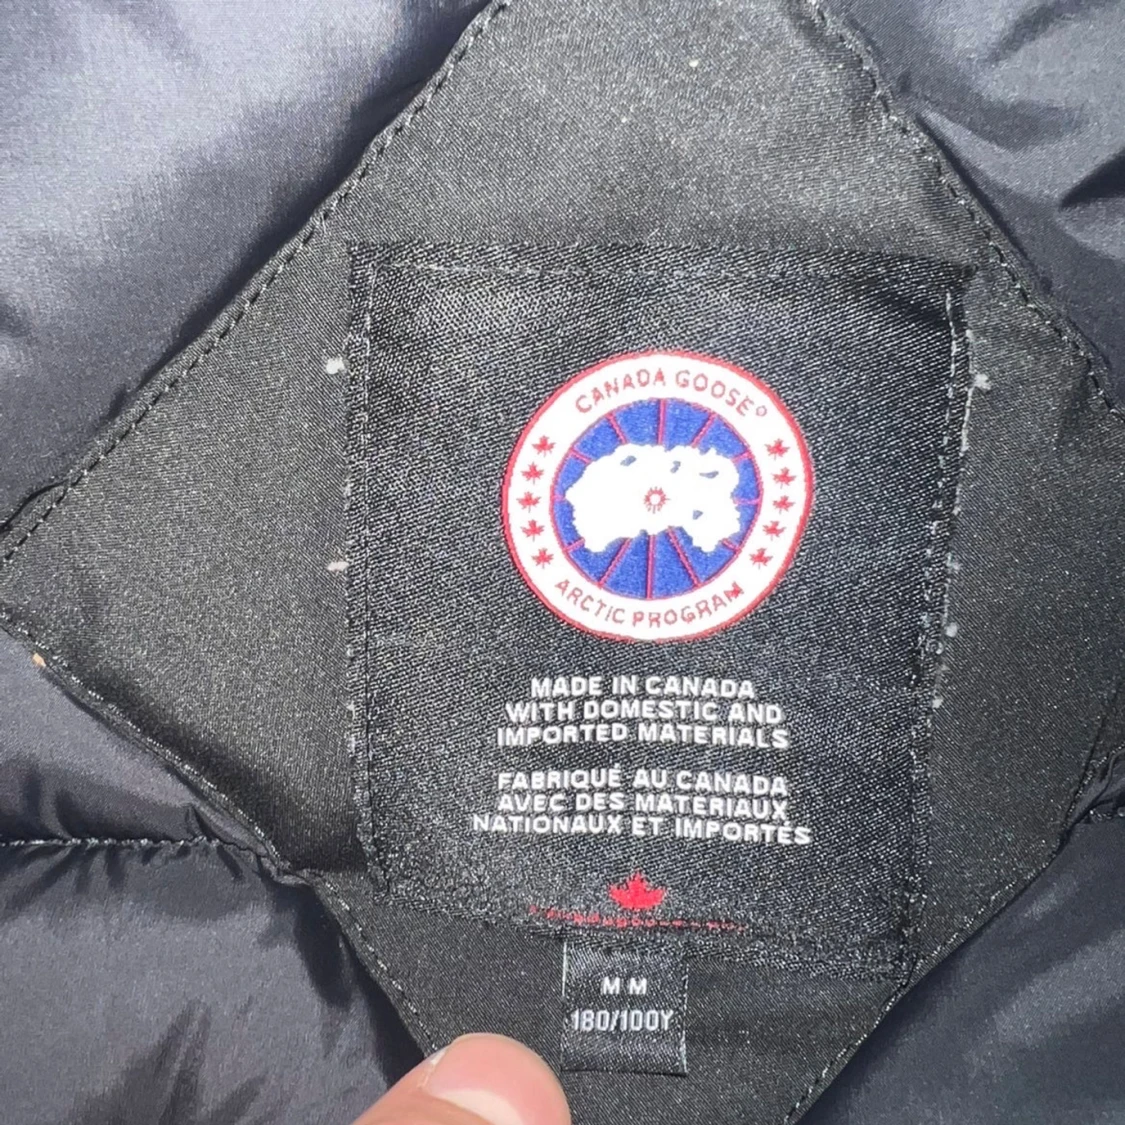 CANADA GOOSE®
ARCTIC PROGRAM
MADE IN CANADA
WITH DOMESTIC AND
IMPORTED MATERIALS
FABRIQUÉ AU CANADA
AVEC DES MATERIAUX
NATIONAUX ET IMPORTÉS
M M
180/100Y